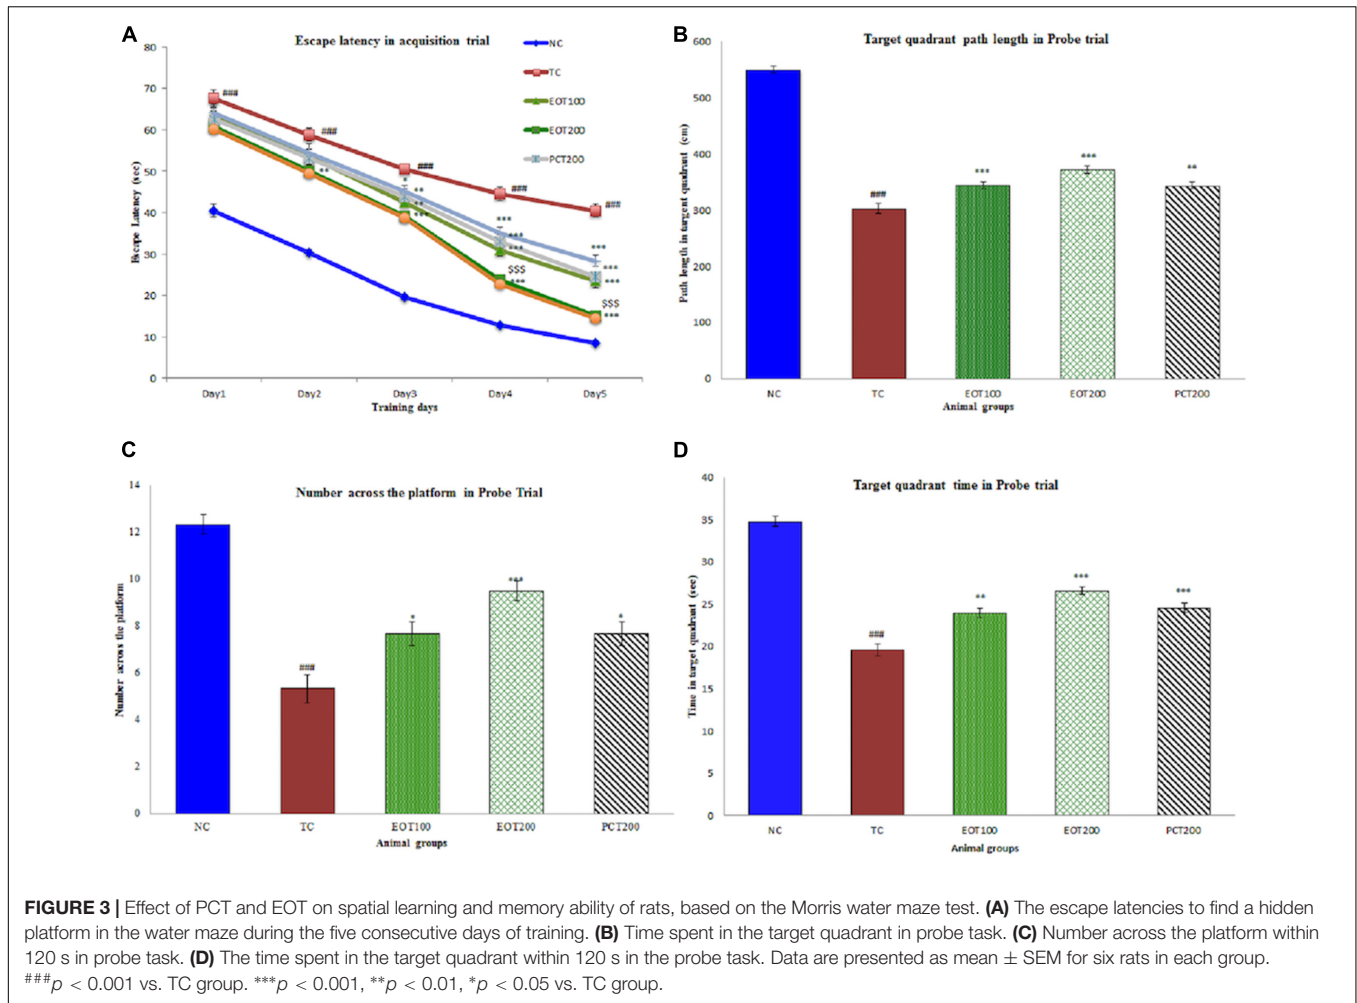 A
Escape latency in acquisition trial
NC
TC
EOT100
EOT200
PCT200
80
70
60
50
40
30
20
10
0
Escape Latency (sec)
###
###
###
###
###
**
*
**
**
***
***
***
***
$$$
***
***
***
***
$$$
***
Day1 Day2 Day3 Day4 Day5
Training days
B
Target quadrant path length in Probe trial
600
500
400
300
200
100
0
Path length in targent quadrant (cm)
###
***
***
**
NC TC EOT100 EOT200 PCT200
Animal groups
C
Number across the platform in Probe Trial
14
12
10
8
6
4
2
0
Number across the platform
###
*
***
*
NC TC EOT100 EOT200 PCT200
Animal groups
D
Target quadrant time in Probe trial
40
35
30
25
20
15
10
5
0
Time in target quadrant (sec)
###
**
***
***
NC TC EOT100 EOT200 PCT200
Animal groups
FIGURE 3 | Effect of PCT and EOT on spatial learning and memory ability of rats, based on the Morris water maze test. (A) The escape latencies to find a hidden
platform in the water maze during the five consecutive days of training. (B) Time spent in the target quadrant in probe task. (C) Number across the platform within
120 s in probe task. (D) The time spent in the target quadrant within 120 s in the probe task. Data are presented as mean ± SEM for six rats in each group.
###p < 0.001 vs. TC group. ***p < 0.001, **p < 0.01, *p < 0.05 vs. TC group.